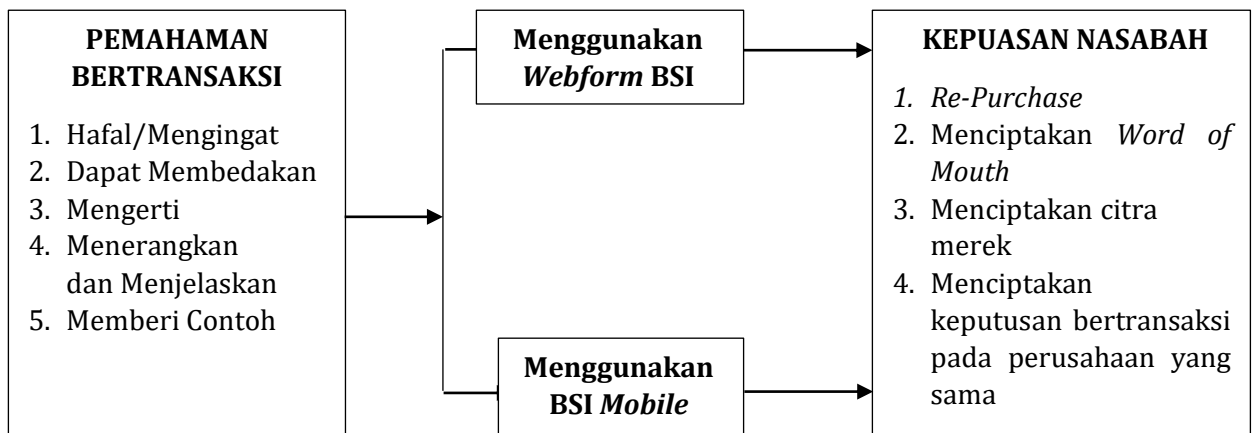 PEMAHAMAN
BERTRANSAKSI
1. Hafal/Mengingat
2. Dapat Membedakan
3. Mengerti
4. Menerangkan
dan Menjelaskan
5. Memberi Contoh
Menggunakan
Webform BSI
Menggunakan
BSI Mobile
KEPUASAN NASABAH
1. Re-Purchase
2. Menciptakan Word of
Mouth
3. Menciptakan citra
merek
4. Menciptakan
keputusan bertransaksi
pada perusahaan yang
sama